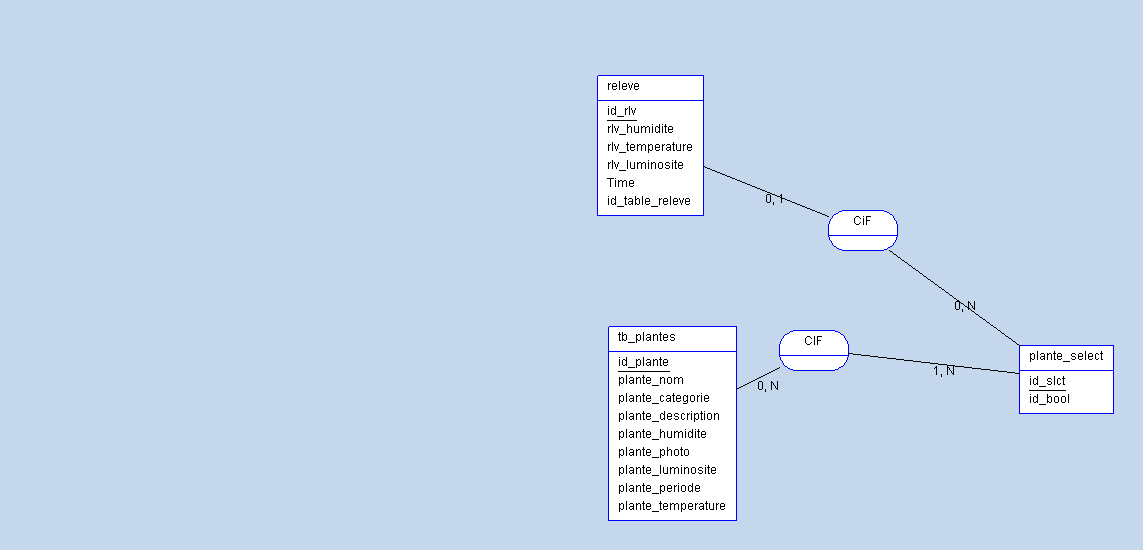 releve
id_rlv
rlv_humidite
rlv_temperature
rlv_luminosite
Time
id_table_releve
0, 1
CiF
0, N
tb_plantes
id_plante
plante_nom
plante_categorie
plante_description
plante_humidite
plante_photo
plante_luminosite
plante_periode
plante_temperature
0, N
CIF
1, N
plante_select
id_slct
id_bool